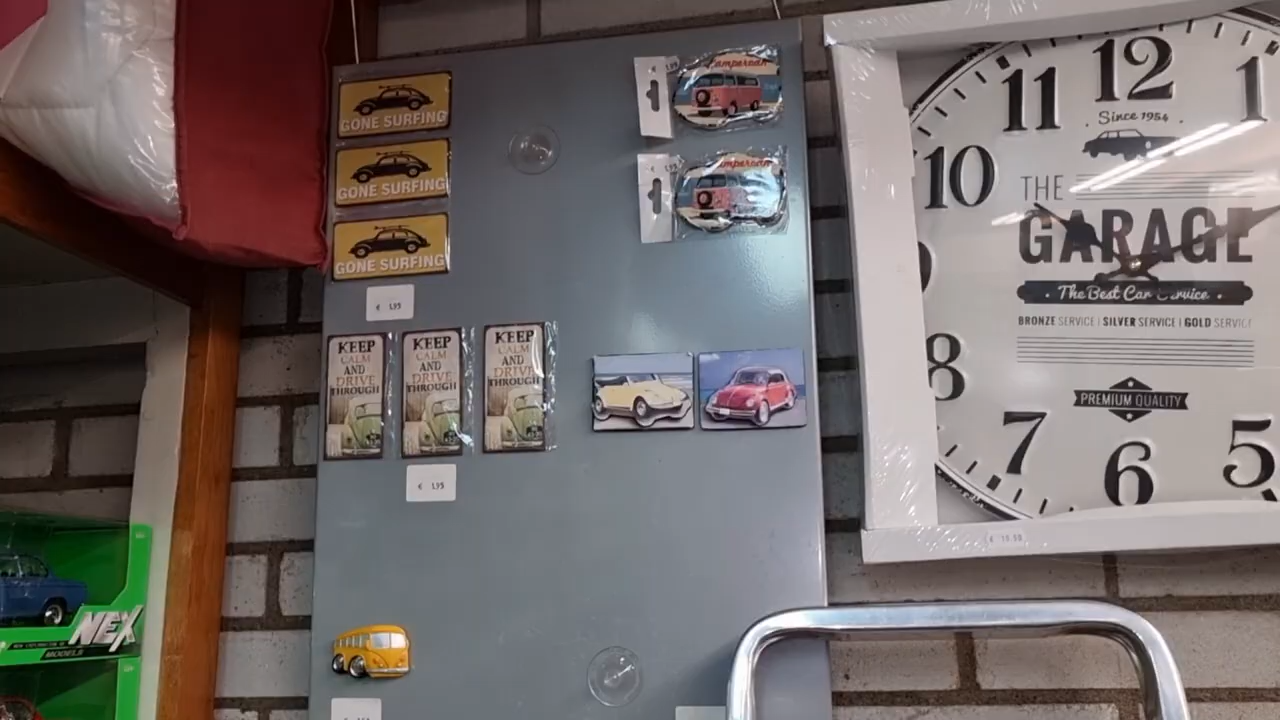 GONE SURFING
GONE SURFING
GONE SURFING
€ 1,95
Campervan
Campervan
KEEP
CALM
AND
DRIVE
THROUGH
KEEP
CALM
AND
DRIVE
THROUGH
KEEP
CALM
AND
DRIVE
THROUGH
€ 1,95
12
11
1
10
8
7
6
5
Since 1954
THE
GARAGE
The Best Car Service
BRONZE SERVICE | SILVER SERVICE | GOLD SERVICE
PREMIUM QUALITY
NEX
MODELS